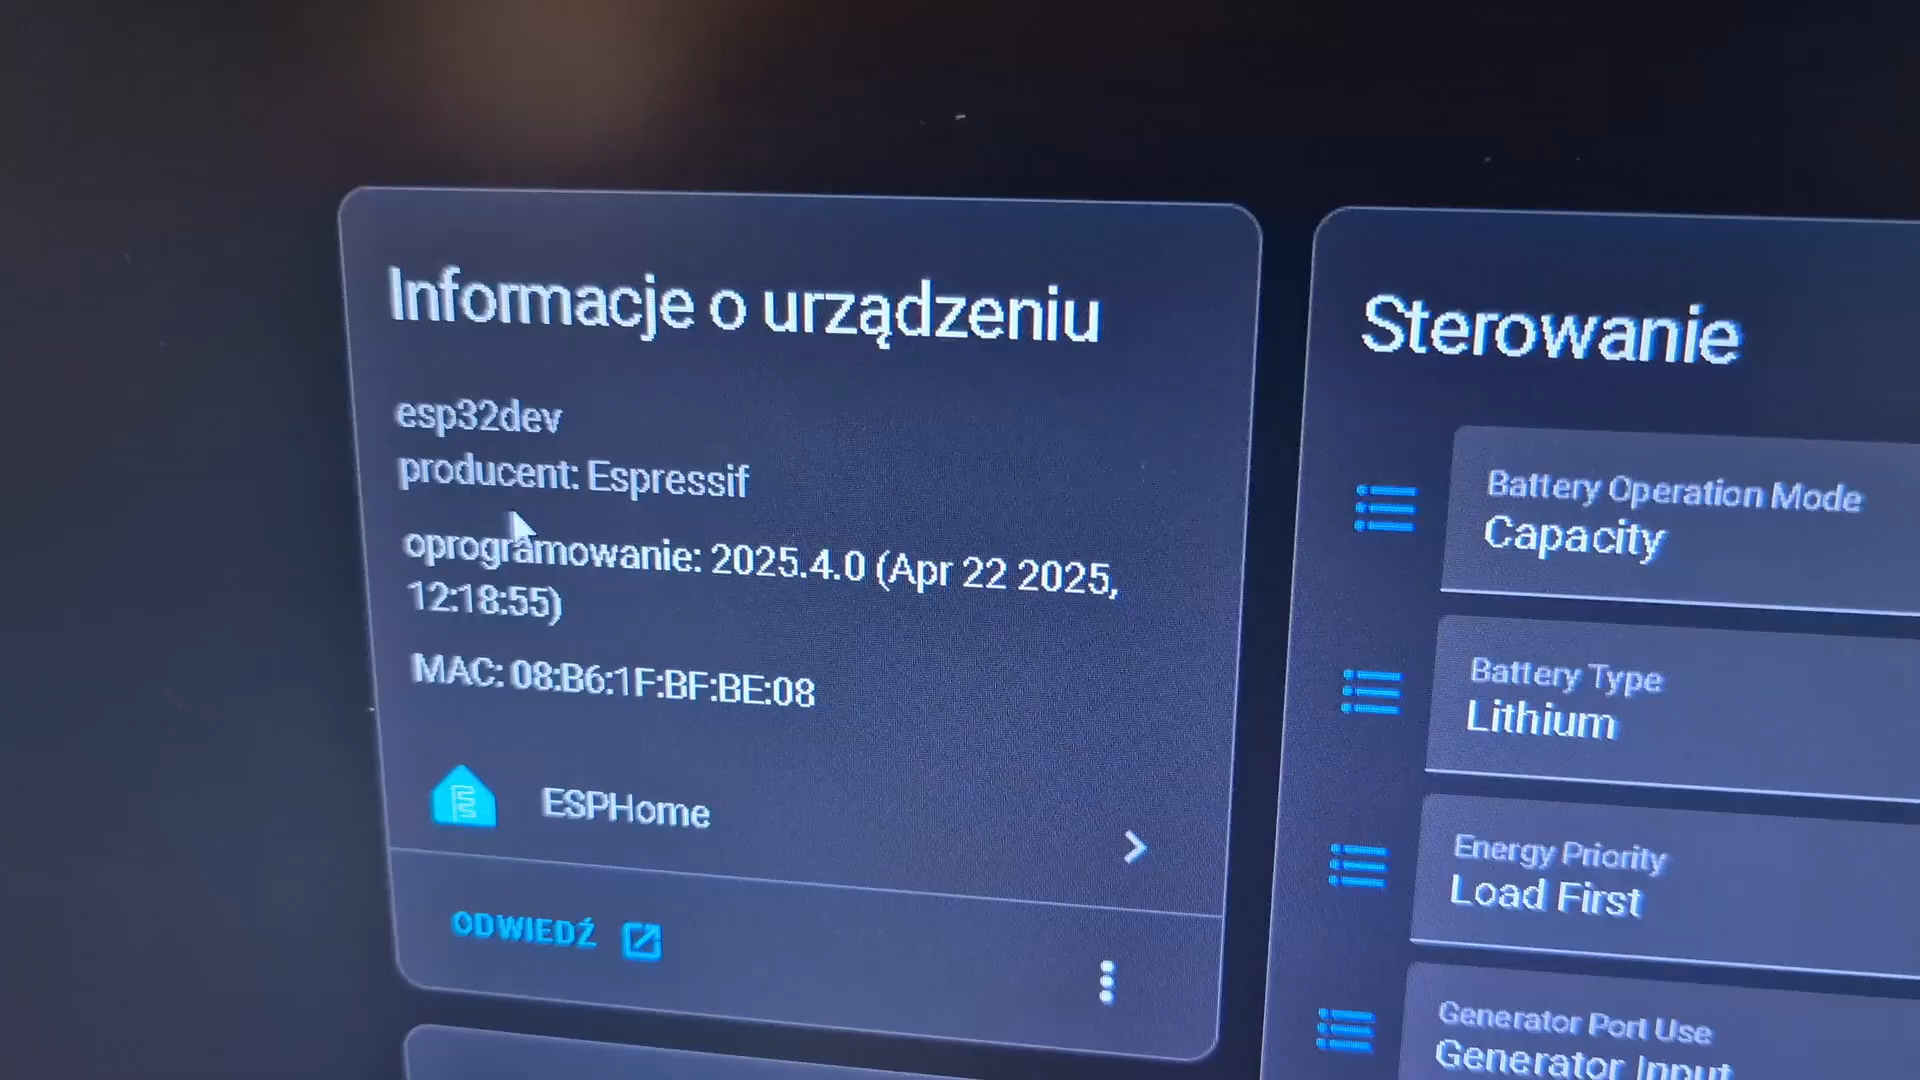 Informacje o urządzeniu
esp32dev
producent: Espressif
oprogramowanie: 2025.4.0 (Apr 22 2025,
12:18:55)
MAC: 08:B6:1F:BF:BE:08
ESPHome
ODWIEDŹ
Sterowanie
Battery Operation Mode
Capacity
Battery Type
Lithium
Energy Priority
Load First
Generator Port Use
Generator Input